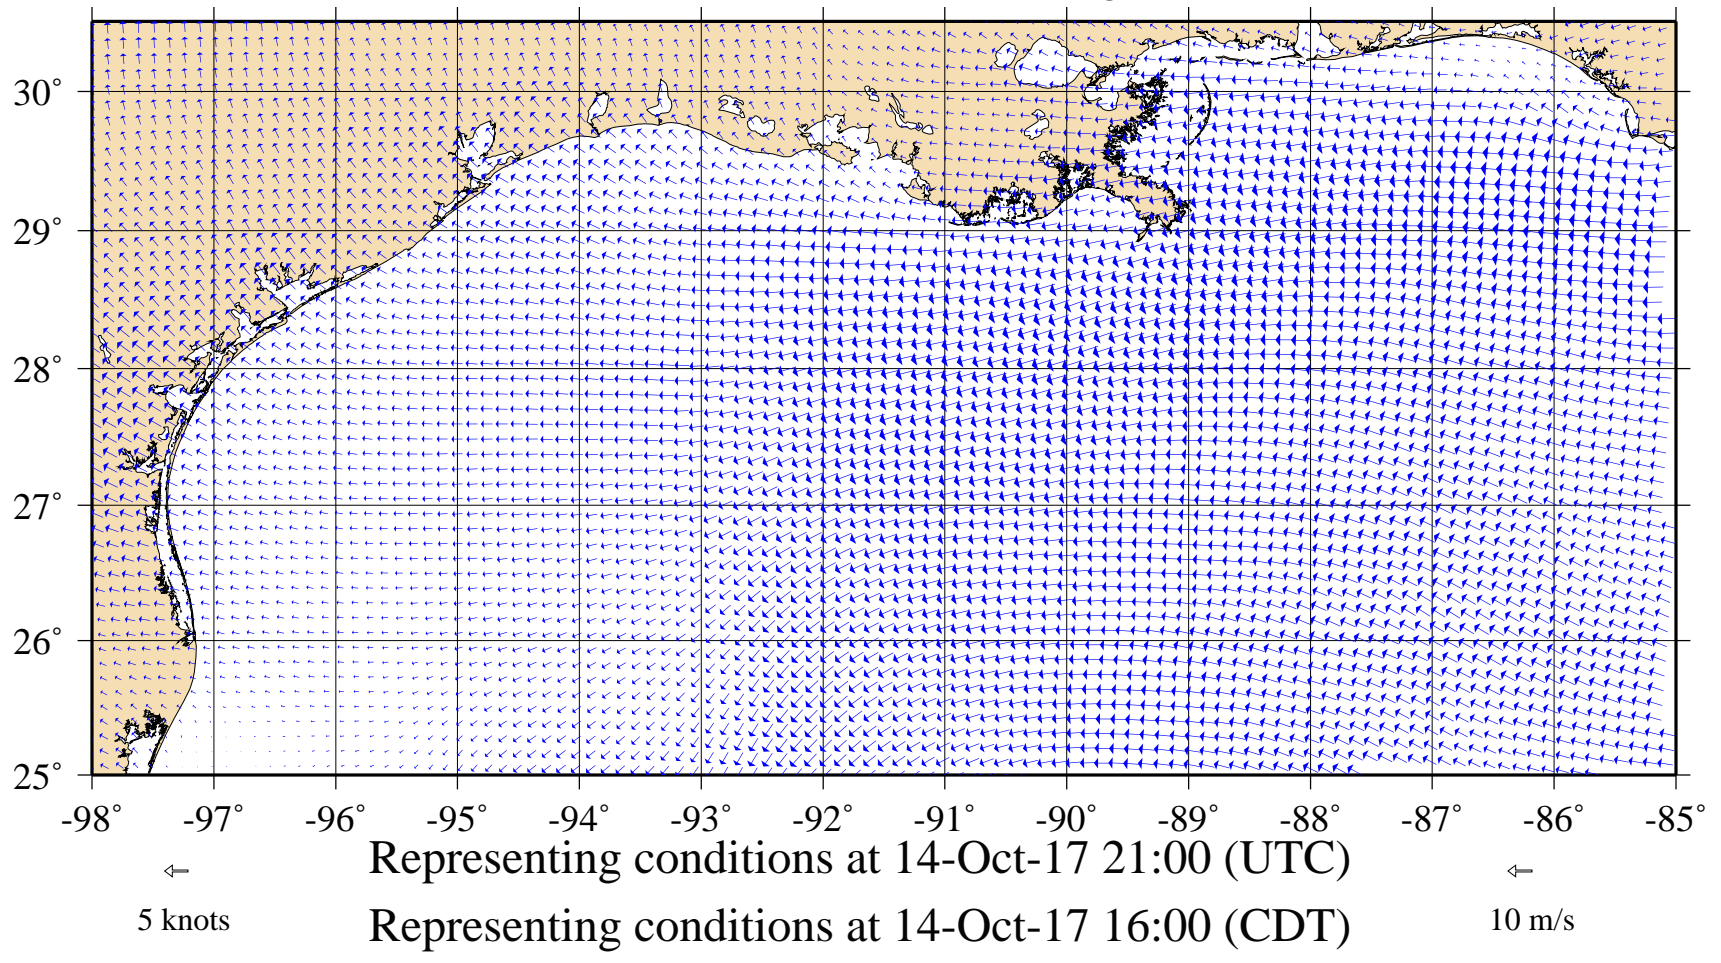 30°
29°
28°
27°
26°
25°
-98° -97° -96° -95° -94° -93° -92° -91° -90° -89° -88° -87° -86° -85°
Representing conditions at 14-Oct-17 21:00 (UTC)
5 knots
Representing conditions at 14-Oct-17 16:00 (CDT)
10 m/s